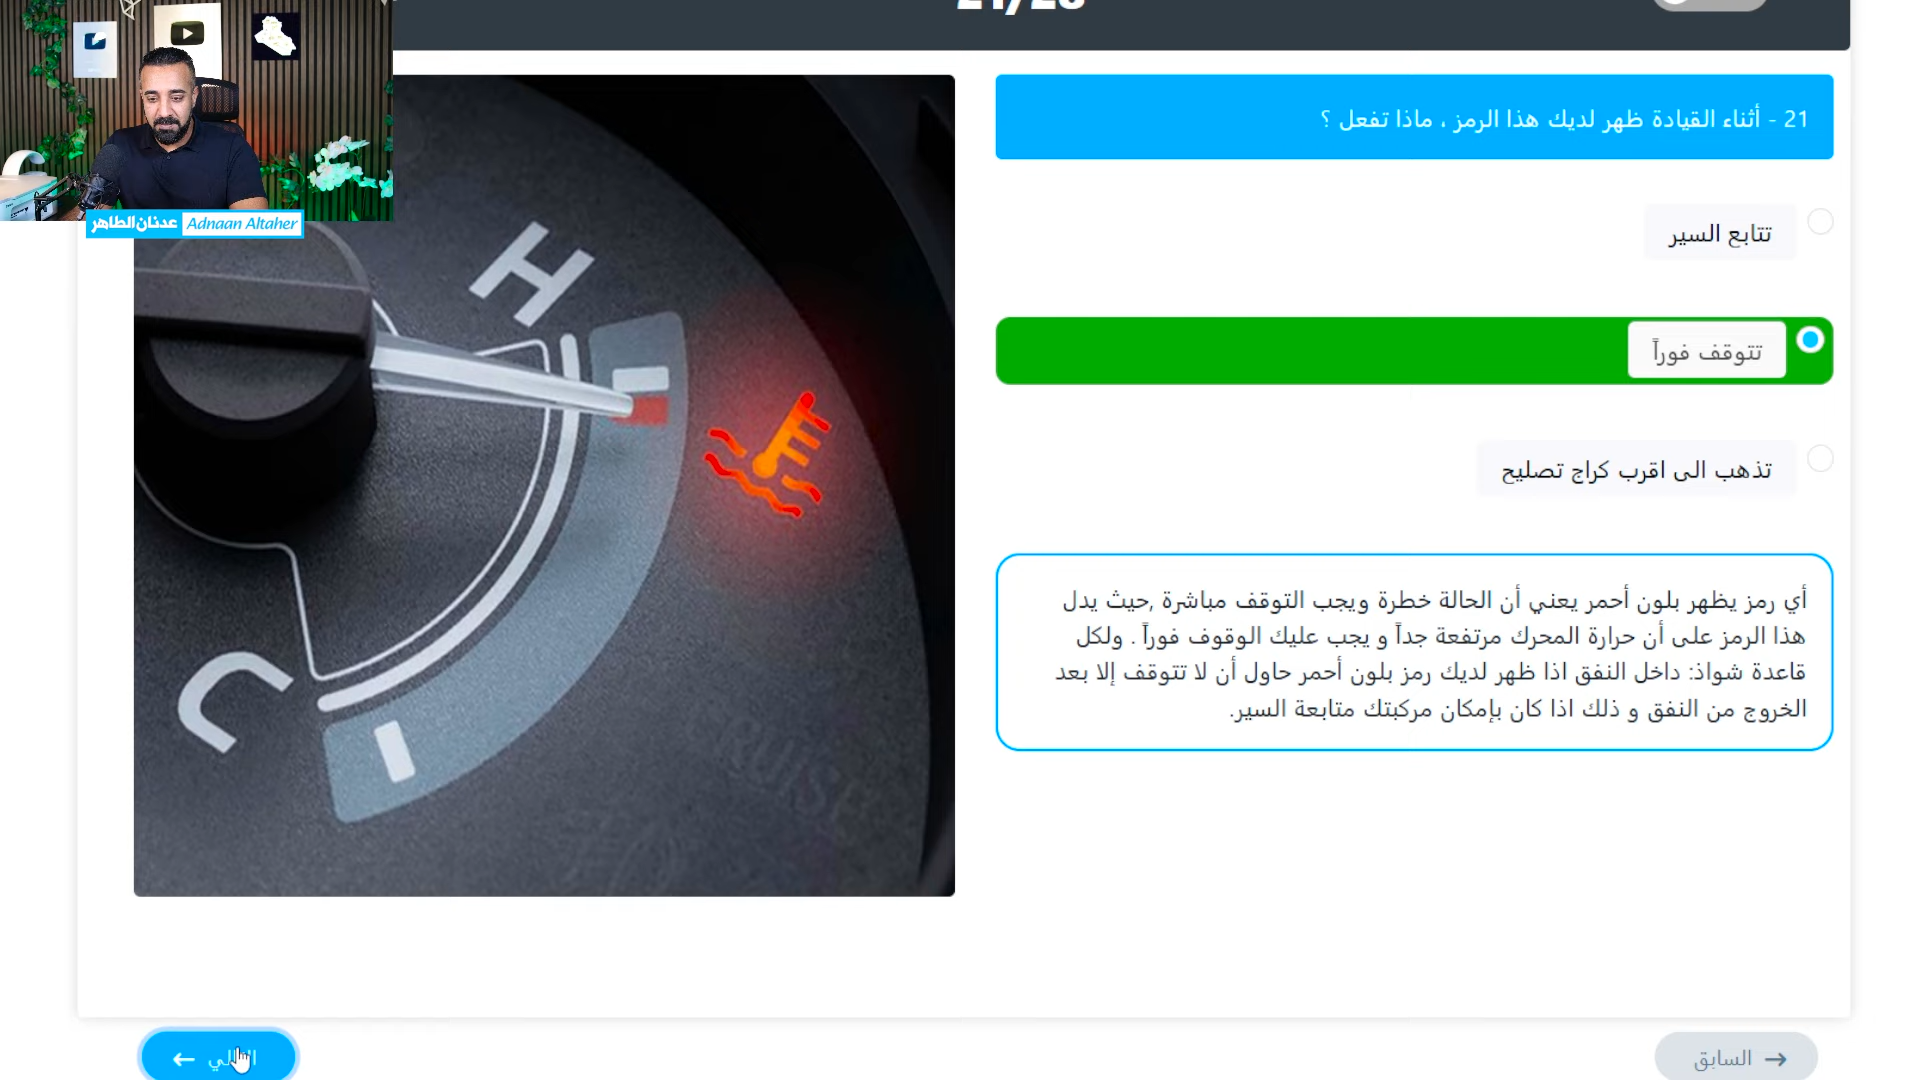 21 - أثناء القيادة ظهر لديك هذا الرمز ، ماذا تفعل ؟
تتابع السير
تتوقف فوراً
تذهب الى اقرب كراج تصليح
أي رمز يظهر بلون أحمر يعني أن الحالة خطرة ويجب التوقف مباشرة ,حيث يدل
هذا الرمز على أن حرارة المحرك مرتفعة جداً و يجب عليك الوقوف فوراً . ولكل
قاعدة شواذ: داخل النفق اذا ظهر لديك رمز بلون أحمر حاول أن لا تتوقف إلا بعد
الخروج من النفق و ذلك اذا كان بإمكان مركبتك متابعة السير.
عدنان الطاهر Adnaan Altaher
H
C
السابق